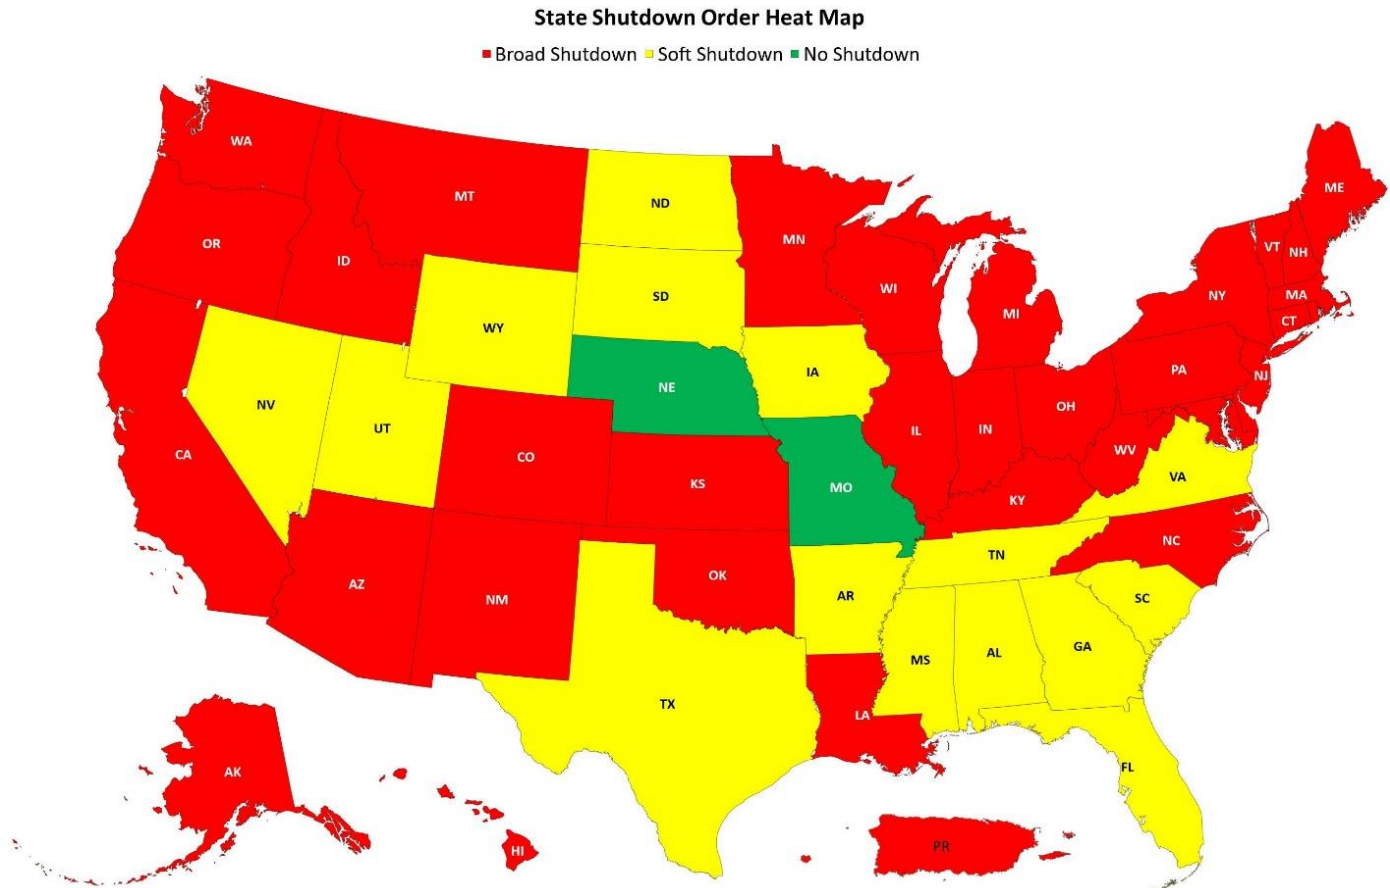 State Shutdown Order Heat Map
Broad Shutdown Soft Shutdown No Shutdown
WA
MT
ND
MN
ME
OR
ID
SD
WI
MI
NY
VT
NH
MA
CT
WY
IA
NE
PA
NJ
NV
UT
CO
KS
MO
IL
IN
OH
WV
VA
KY
CA
AZ
NM
OK
AR
TN
NC
SC
TX
LA
MS
AL
GA
FL
AK
HI
PR